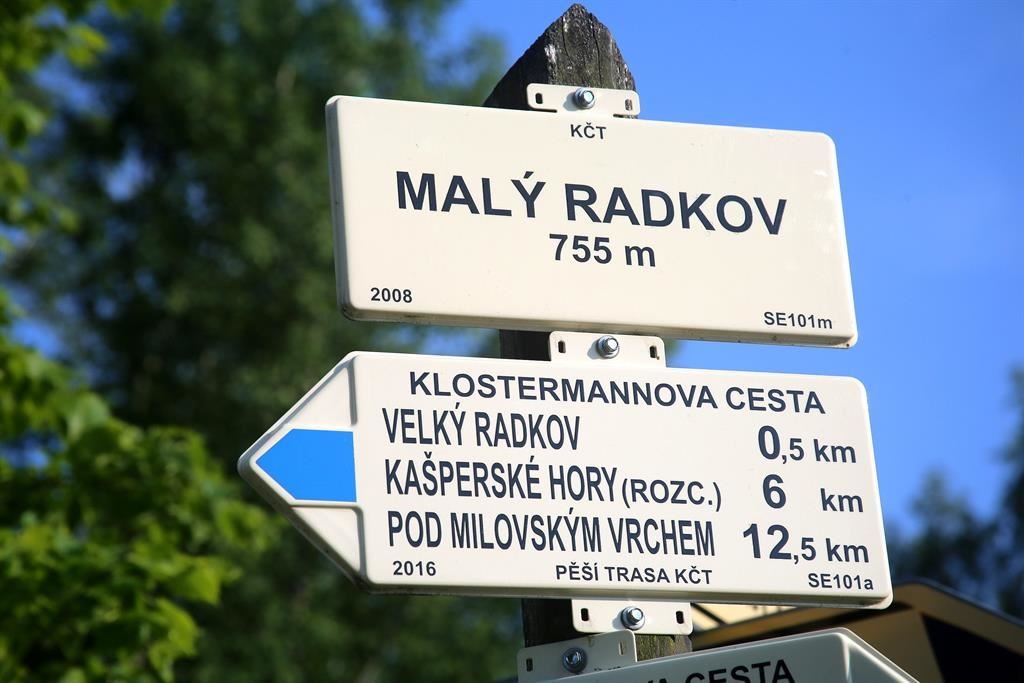 KČT
MALÝ RADKOV
755 m
2008 SE101m
KLOSTERMANNOVA CESTA
VELKÝ RADKOV 0,5 km
KAŠPERSKÉ HORY (ROZC.) 6 km
POD MILOVSKÝM VRCHEM 12,5 km
2016 PĚŠÍ TRASA KČT SE101a
CESTA